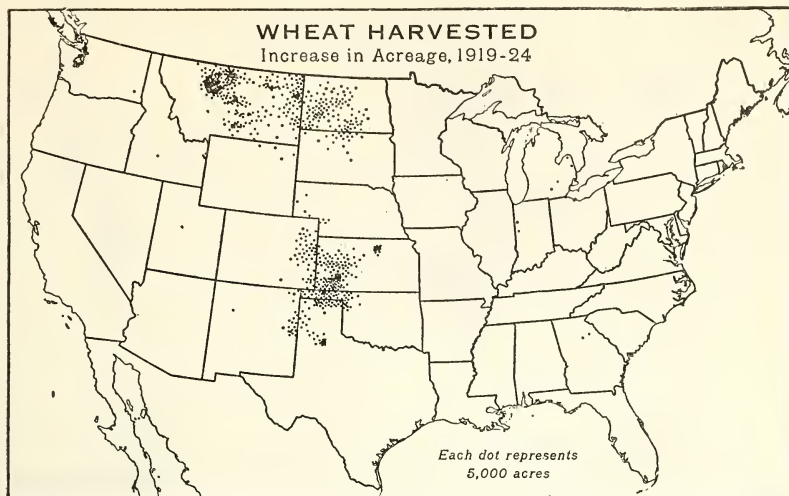 WHEAT HARVESTED
Increase in Acreage, 1919-24
Each dot represents
5,000 acres